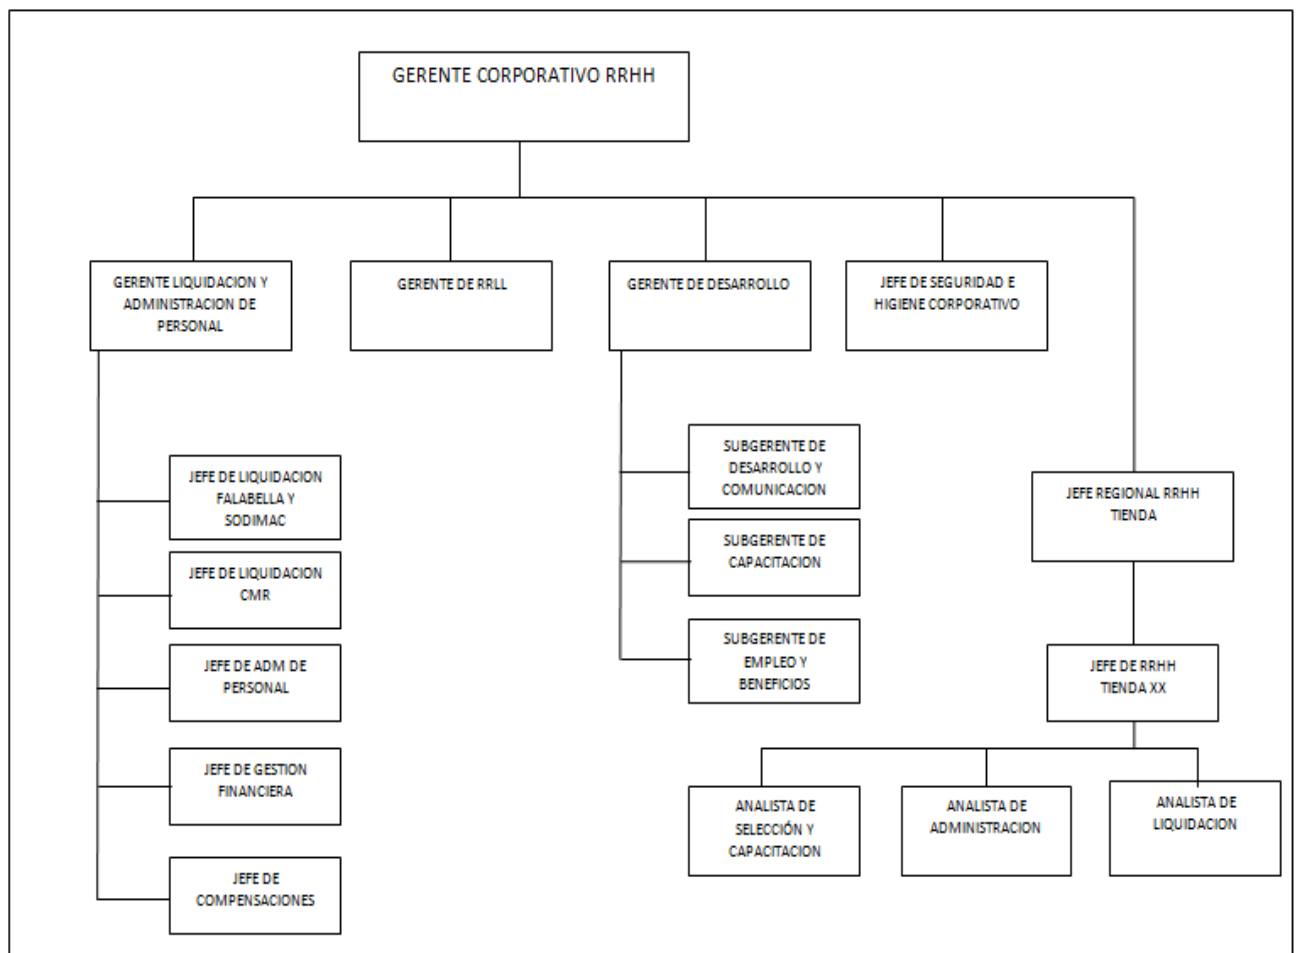 GERENTE CORPORATIVO RRHH
GERENTE LIQUIDACION Y
ADMINISTRACION DE
PERSONAL
GERENTE DE RRLL
GERENTE DE DESARROLLO
JEFE DE SEGURIDAD E
HIGIENE CORPORATIVO
JEFE DE LIQUIDACION
FALABELLA Y
SODIMAC
JEFE DE LIQUIDACION
CMR
JEFE DE ADM DE
PERSONAL
JEFE DE GESTION
FINANCIERA
JEFE DE
COMPENSACIONES
SUBGERENTE DE
DESARROLLO Y
COMUNICACION
SUBGERENTE DE
CAPACITACION
SUBGERENTE DE
EMPLEO Y
BENEFICIOS
JEFE REGIONAL RRHH
TIENDA
JEFE DE RRHH
TIENDA XX
ANALISTA DE
SELECCIÓN Y
CAPACITACION
ANALISTA DE
ADMINISTRACION
ANALISTA DE
LIQUIDACION